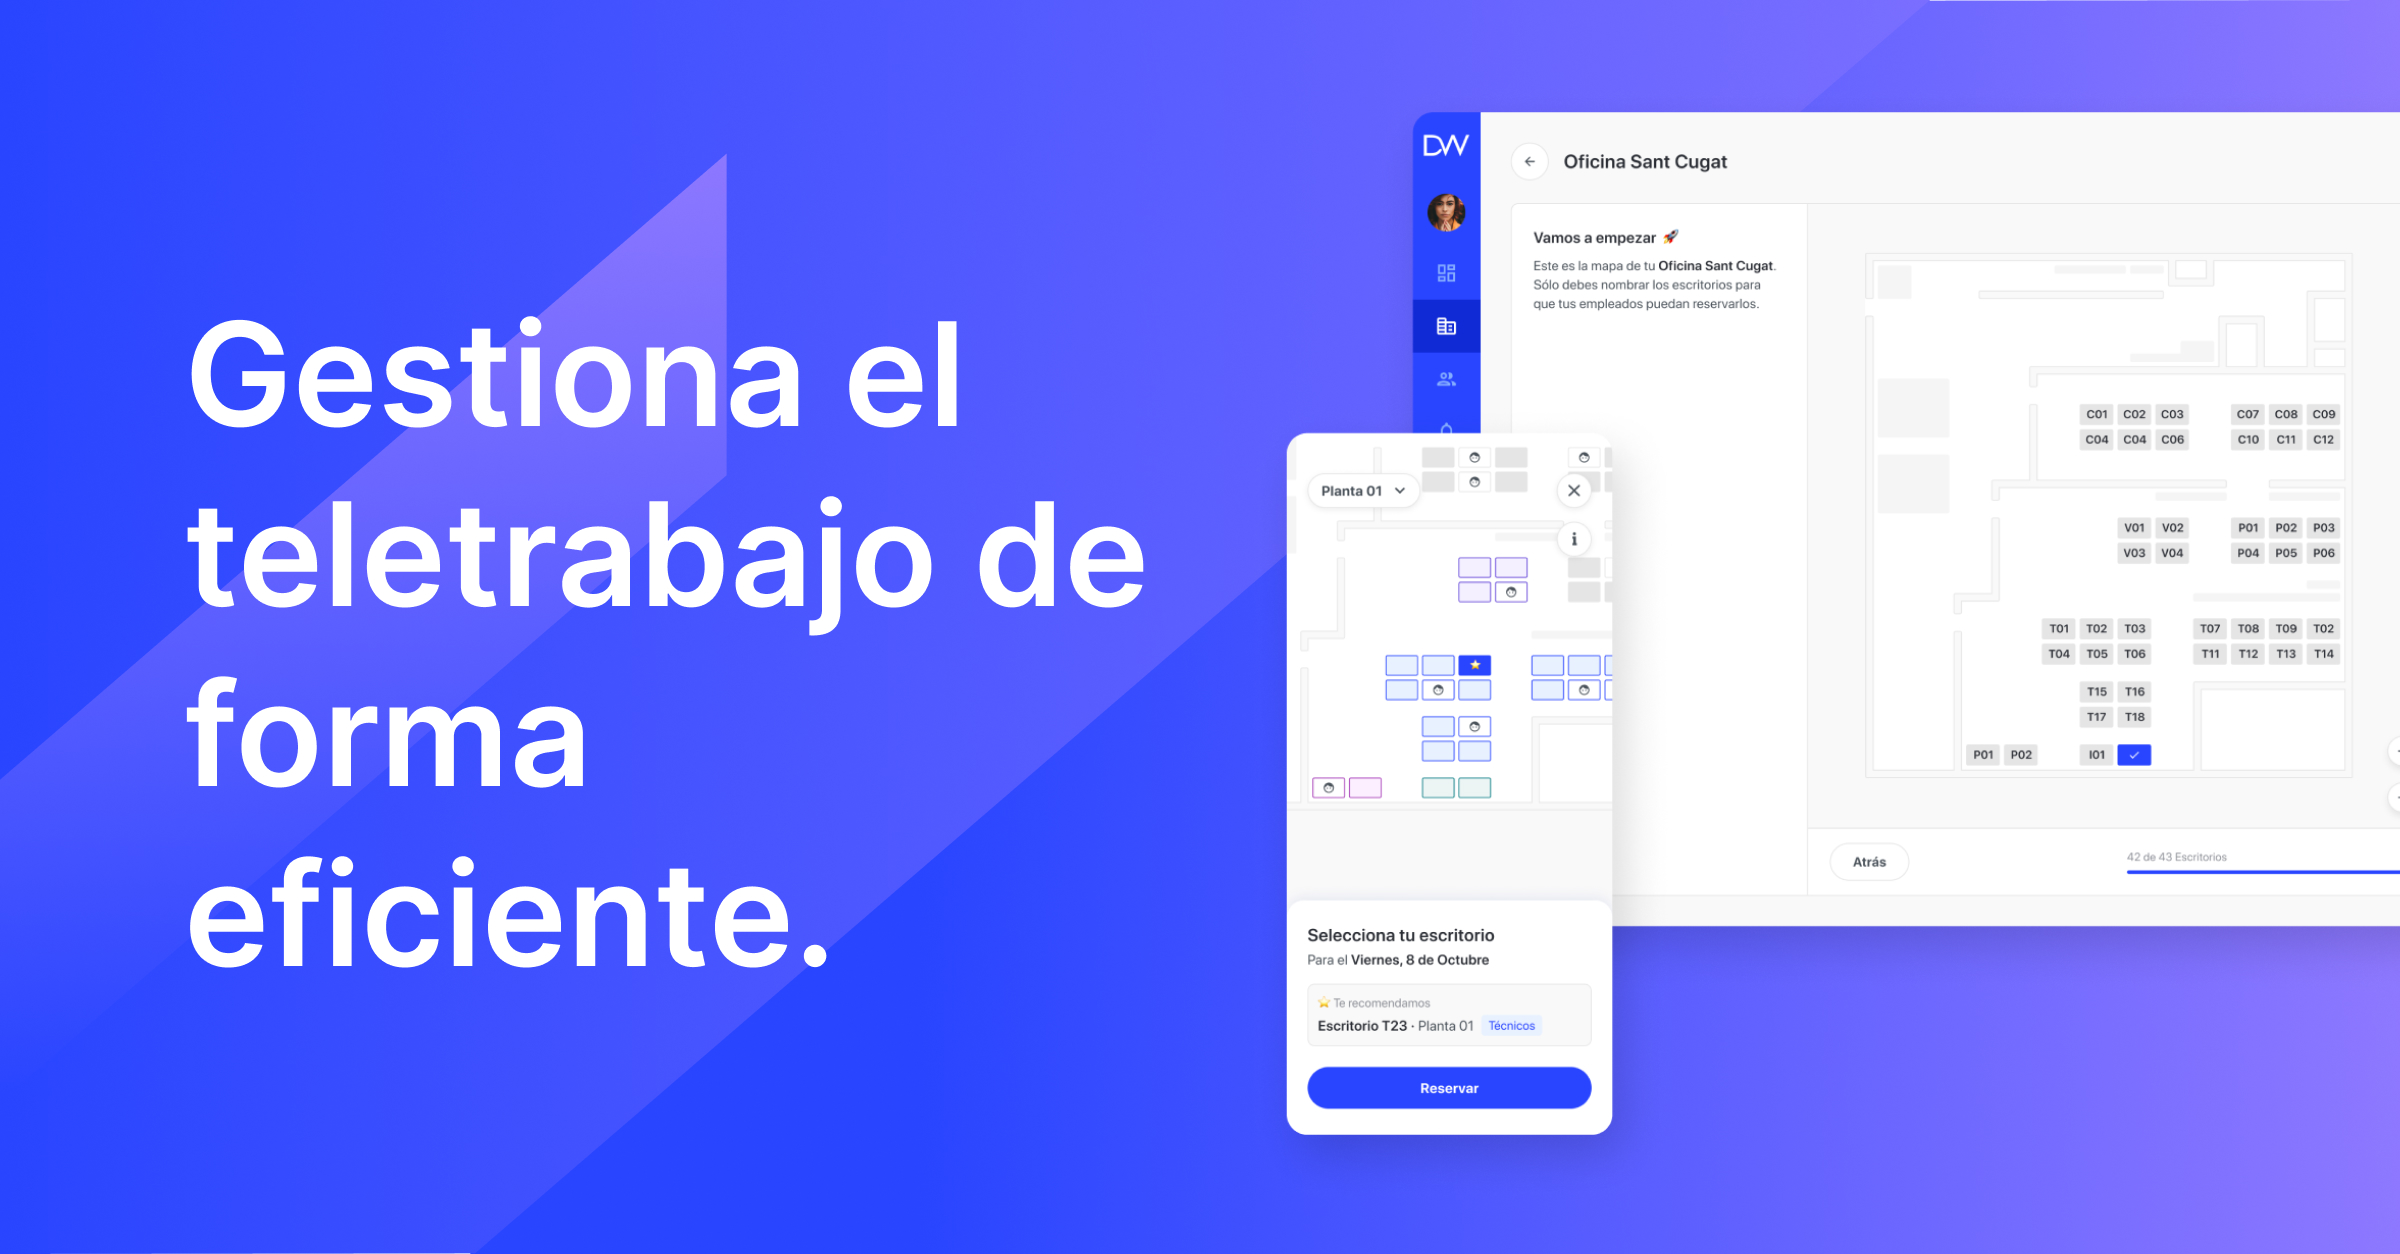 Gestiona el
teletrabajo de
forma
eficiente.
DW
Oficina Sant Cugat
Vamos a empezar 🚀
Este es la mapa de tu Oficina Sant Cugat.
Sólo debes nombrar los escritorios para
que tus empleados puedan reservarlos.
C01 C02 C03 C07 C08 C09
C04 C04 C06 C10 C11 C12
V01 V02 P01 P02 P03
V03 V04 P04 P05 P06
T01 T02 T03 T07 T08 T09 T02
T04 T05 T06 T11 T12 T13 T14
T15 T16
T17 T18
P01 P02 I01
Atrás
42 de 43 Escritorios
Planta 01
i
Selecciona tu escritorio
Para el Viernes, 8 de Octubre
⭐ Te recomendamos
Escritorio T23 · Planta 01 Técnicos
Reservar